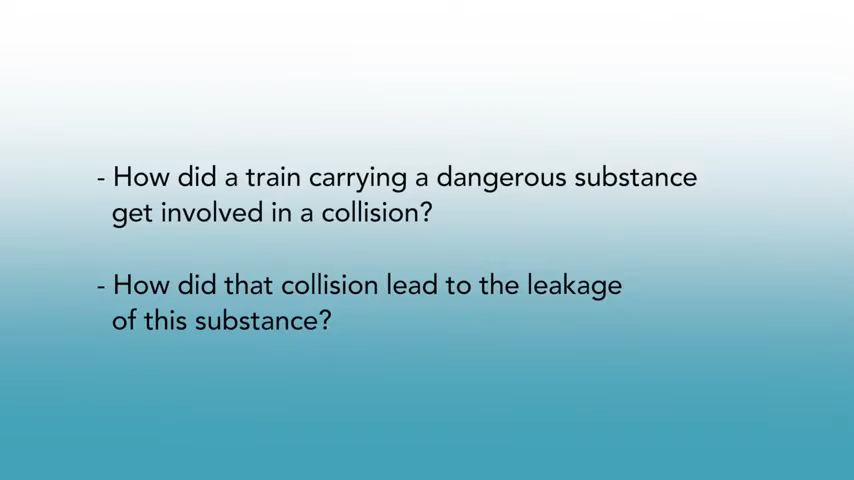 - How did a train carrying a dangerous substance
get involved in a collision?
- How did that collision lead to the leakage
of this substance?